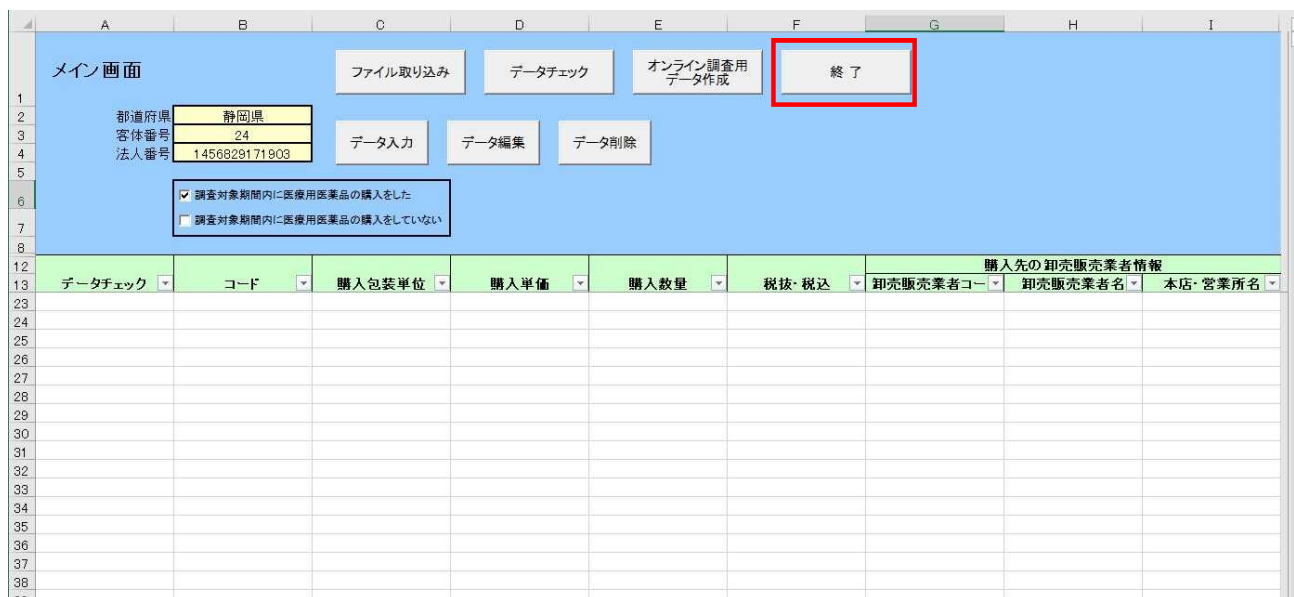 A B C D E F G H I
メイン画面 ファイル取り込み データチェック オンライン調査用 終了
データ作成
1
2 都道府県 静岡県
3 客体番号 24
4 法人番号 1456829171903
データ入力 データ編集 データ削除
5
6 調査対象期間内に医療用医薬品の購入をした
7 調査対象期間内に医療用医薬品の購入をしていない
8
12 購入先の卸売販売業者情報
13 データチェック コード 購入包装単位 購入単価 購入数量 税抜・税込 卸売販売業者コー 卸売販売業者名 本店・営業所名
23
24
25
26
27
28
29
30
31
32
33
34
35
36
37
38